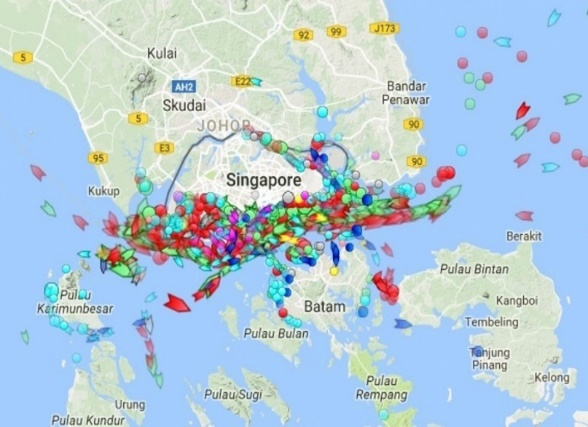 J173
92
99
5
Kulai
AH2
E22
Bandar
Penawar
Skudai
5
JOHOR
90
E3
95
90
Singapore
Kukup
Berakit
Pulau Bintan
Pulau
Karimunbesar
Batam
Kangboi
Tembeling
Pulau Bulan
Tanjung
Pinang
Kelong
Pulau
Rempang
Pulau Sugi
Urung
Pulau Kundur